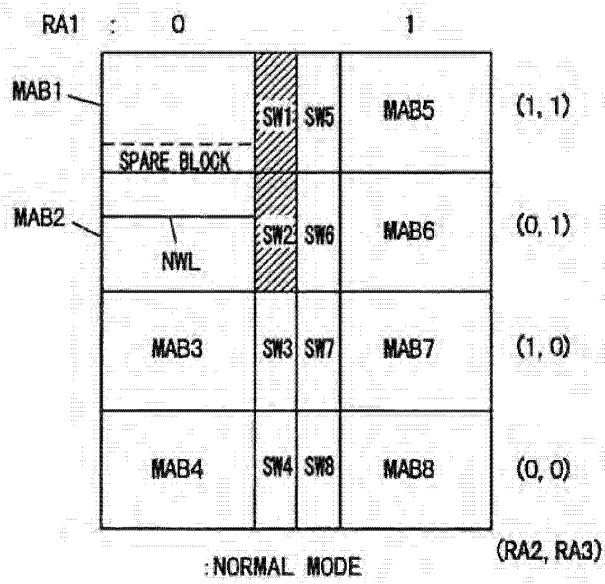 RA1 : 0 1
MAB1 SW1 SW5 MAB5 (1, 1)
SPARE BLOCK
MAB2 SW2 SW6 MAB6 (0, 1)
NWL
MAB3 SW3 SW7 MAB7 (1, 0)
MAB4 SW4 SW8 MAB8 (0, 0)
(RA2, RA3)
:NORMAL MODE